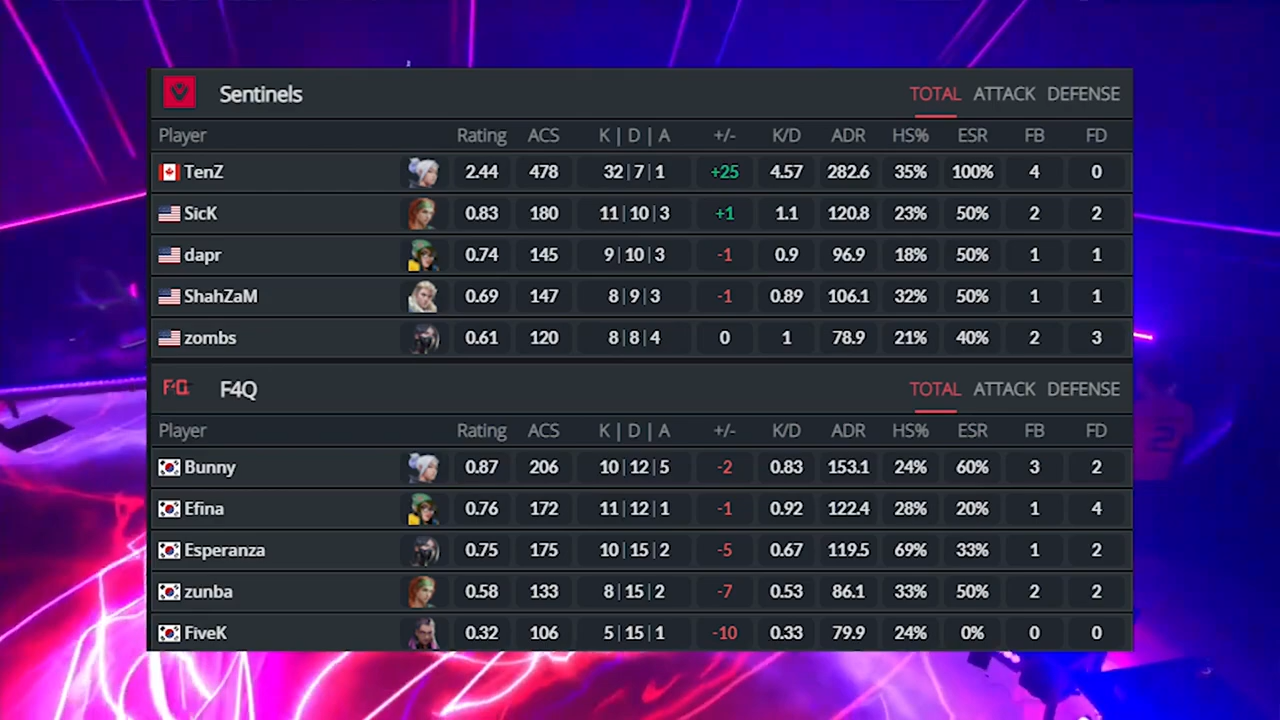 Sentinels TOTAL ATTACK DEFENSE
Player Rating ACS K | D | A +/- K/D ADR HS% ESR FB FD
TenZ 2.44 478 32 | 7 | 1 +25 4.57 282.6 35% 100% 4 0
SicK 0.83 180 11 | 10 | 3 +1 1.1 120.8 23% 50% 2 2
dapr 0.74 145 9 | 10 | 3 -1 0.9 96.9 18% 50% 1 1
ShahZaM 0.69 147 8 | 9 | 3 -1 0.89 106.1 32% 50% 1 1
zombs 0.61 120 8 | 8 | 4 0 1 78.9 21% 40% 2 3
F4Q F4Q TOTAL ATTACK DEFENSE
Player Rating ACS K | D | A +/- K/D ADR HS% ESR FB FD
Bunny 0.87 206 10 | 12 | 5 -2 0.83 153.1 24% 60% 3 2
Efina 0.76 172 11 | 12 | 1 -1 0.92 122.4 28% 20% 1 4
Esperanza 0.75 175 10 | 15 | 2 -5 0.67 119.5 69% 33% 1 2
zunba 0.58 133 8 | 15 | 2 -7 0.53 86.1 33% 50% 2 2
FiveK 0.32 106 5 | 15 | 1 -10 0.33 79.9 24% 0% 0 0